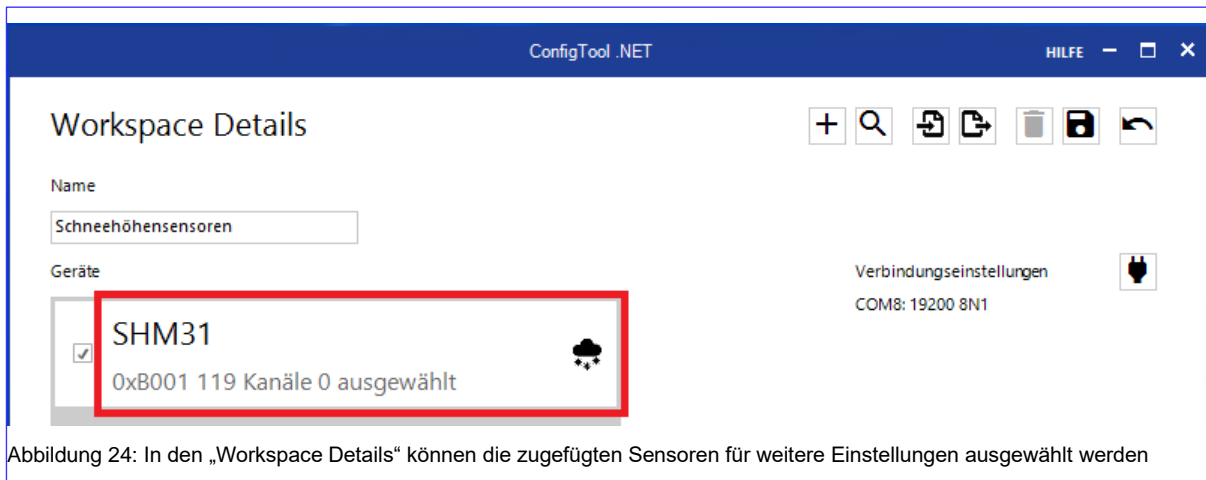 ConfigTool .NET
HILFE
Workspace Details
Name
Schneehöhensensoren
Geräte
Verbindungseinstellungen
COM8: 19200 8N1
SHM31
0xB001 119 Kanäle 0 ausgewählt
Abbildung 24: In den „Workspace Details“ können die zugefügten Sensoren für weitere Einstellungen ausgewählt werden